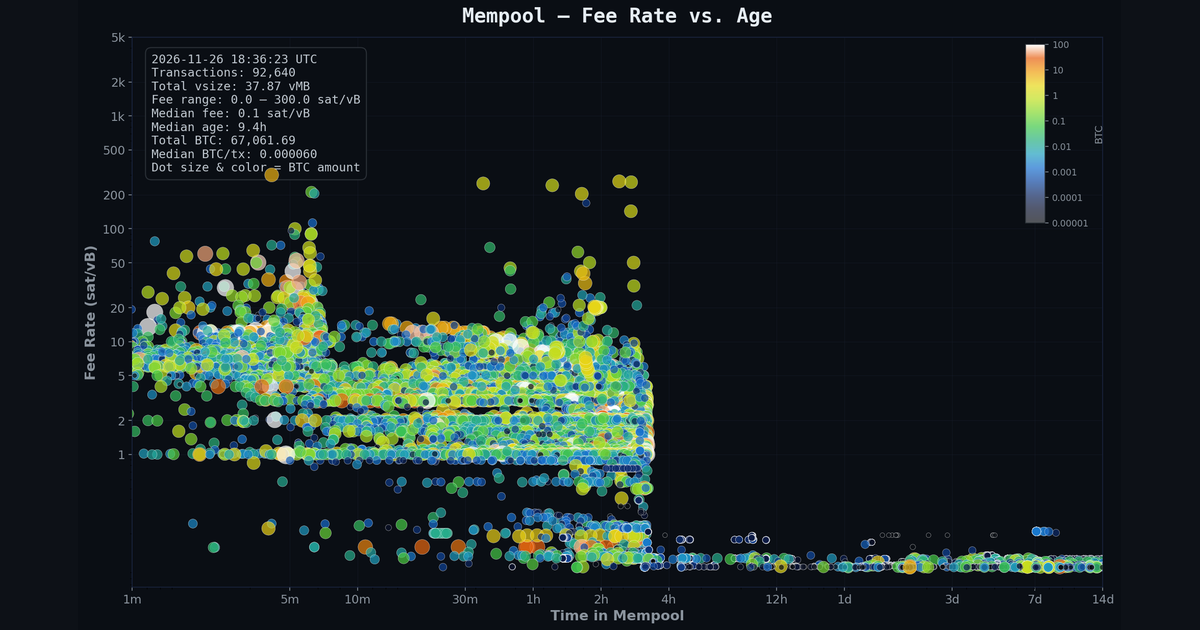 Mempool — Fee Rate vs. Age
2026-11-26 18:36:23 UTC
Transactions: 92,640
Total vsize: 37.87 vMB
Fee range: 0.0 — 300.0 sat/vB
Median fee: 0.1 sat/vB
Median age: 9.4h
Total BTC: 67,061.69
Median BTC/tx: 0.000060
Dot size & color = BTC amount
100
10
1
0.1
0.01
0.001
0.0001
0.00001
BTC
Fee Rate (sat/vB)
5k
2k
1k
500
200
100
50
20
10
5
2
1
1m
5m
10m
30m
1h
2h
4h
12h
1d
3d
7d
14d
Time in Mempool